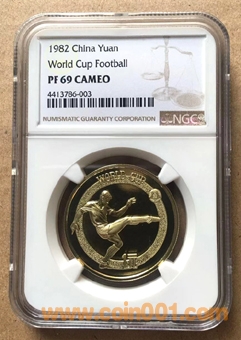 1982 China Yuan
World Cup Football
PF 69 CAMEO
4413786-003
NUMISMATIC GUARANTY CORPORATION
NGC
WORLD CUP
www.coin001.com